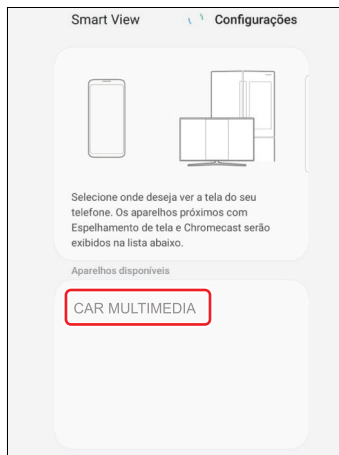 Smart View Configurações
Selecione onde deseja ver a tela do seu
telefone. Os aparelhos próximos com
Espelhamento de tela e Chromecast serão
exibidos na lista abaixo.
Aparelhos disponíveis
CAR MULTIMEDIA